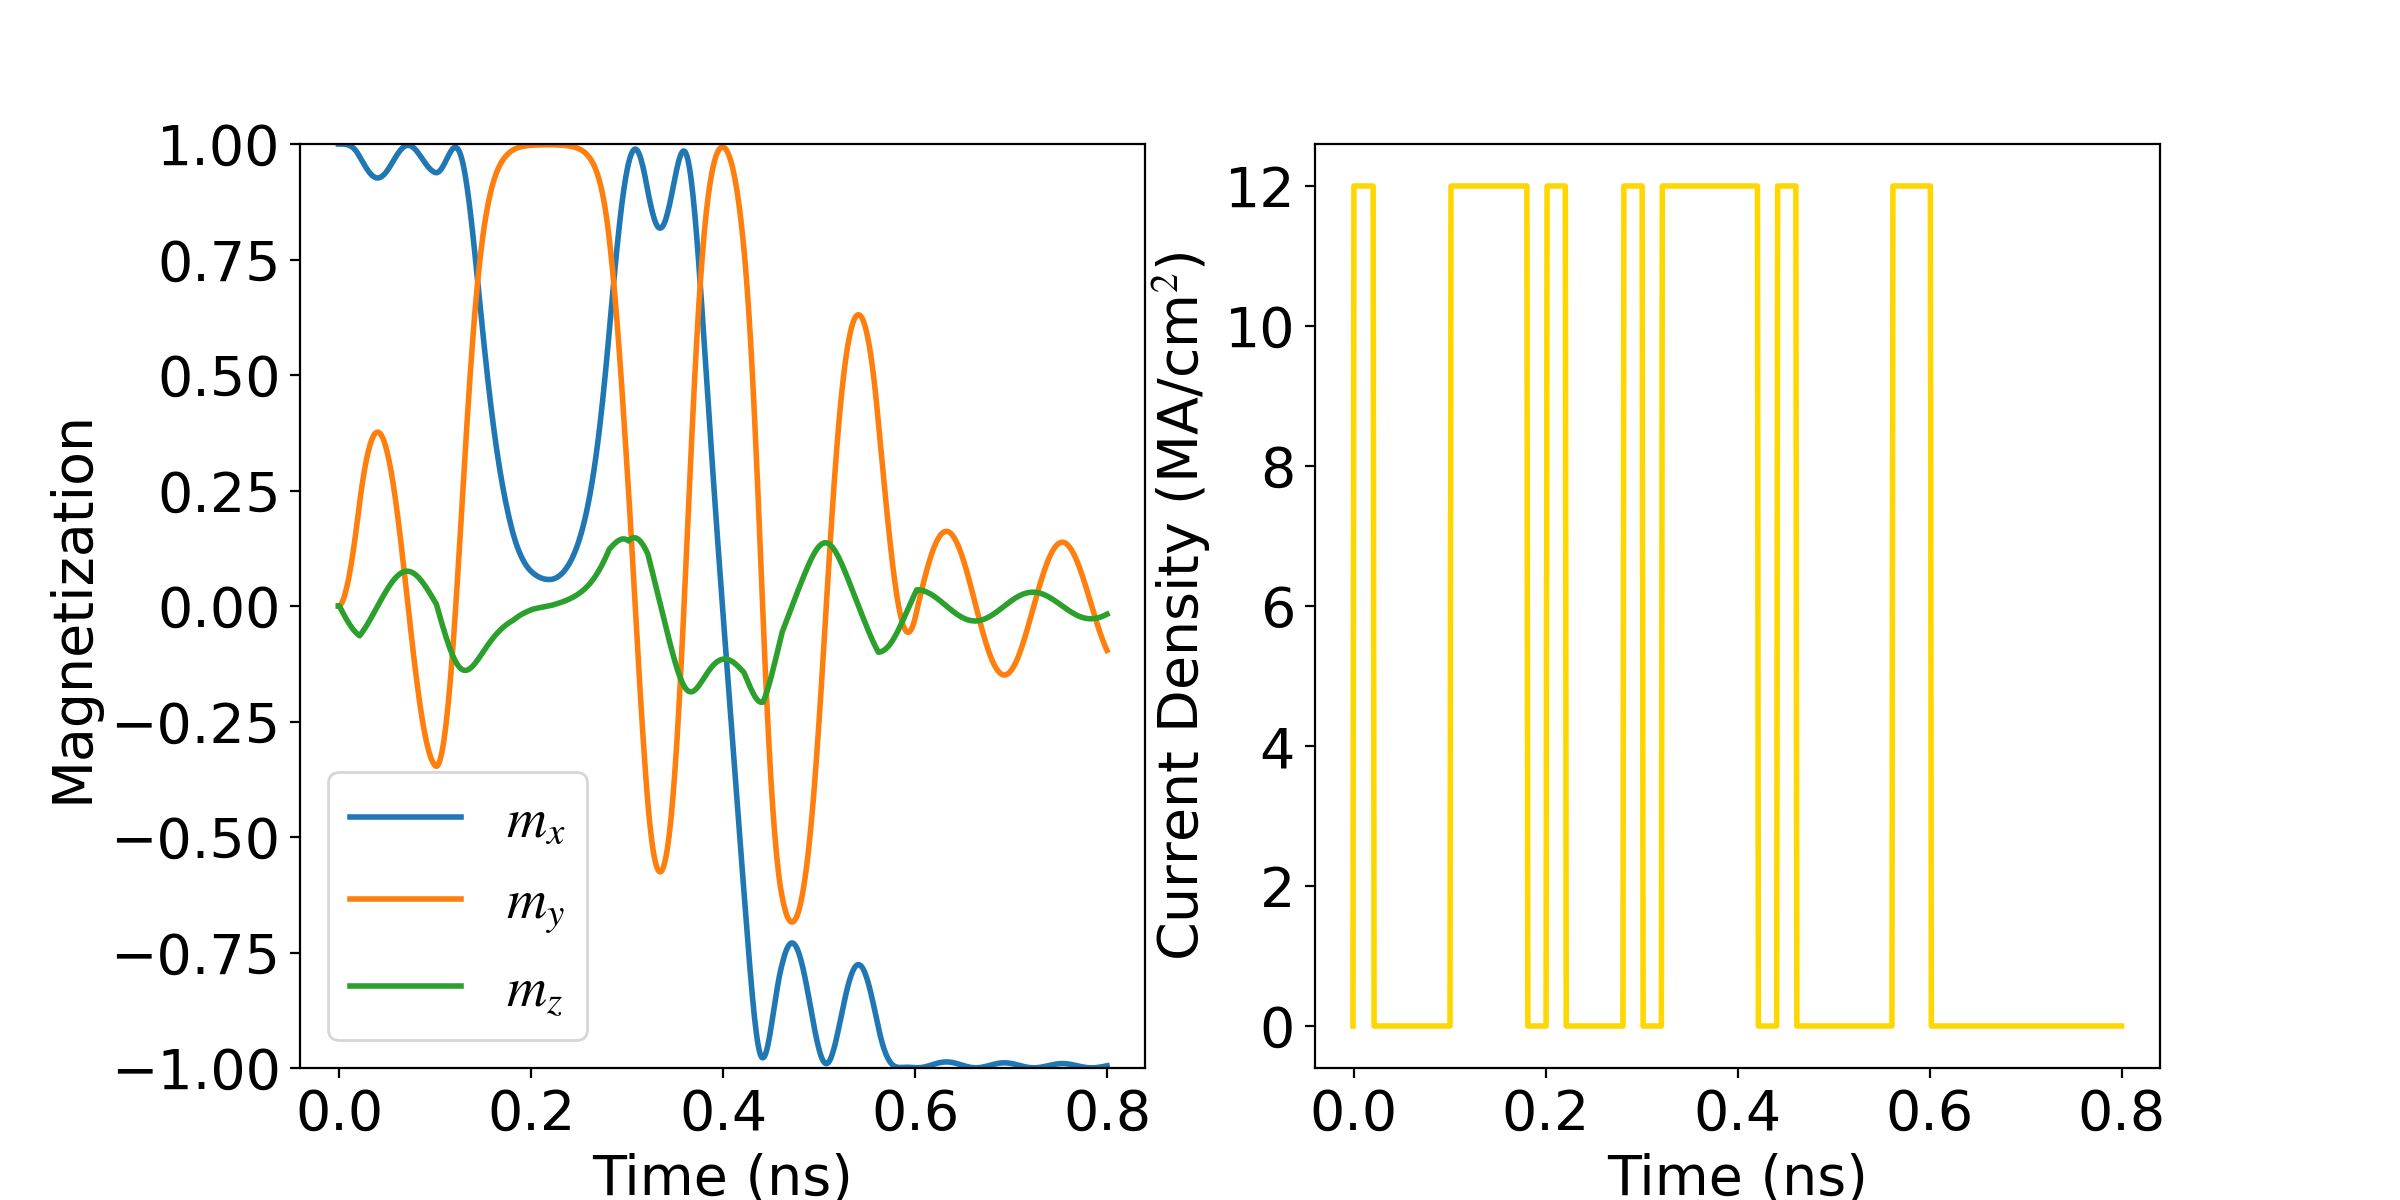 Magnetization
1.00
0.75
0.50
0.25
0.00
−0.25
−0.50
−0.75
−1.00
m_x
m_y
m_z
0.0 0.2 0.4 0.6 0.8
Time (ns)
Current Density (MA/cm²)
12
10
8
6
4
2
0
0.0 0.2 0.4 0.6 0.8
Time (ns)